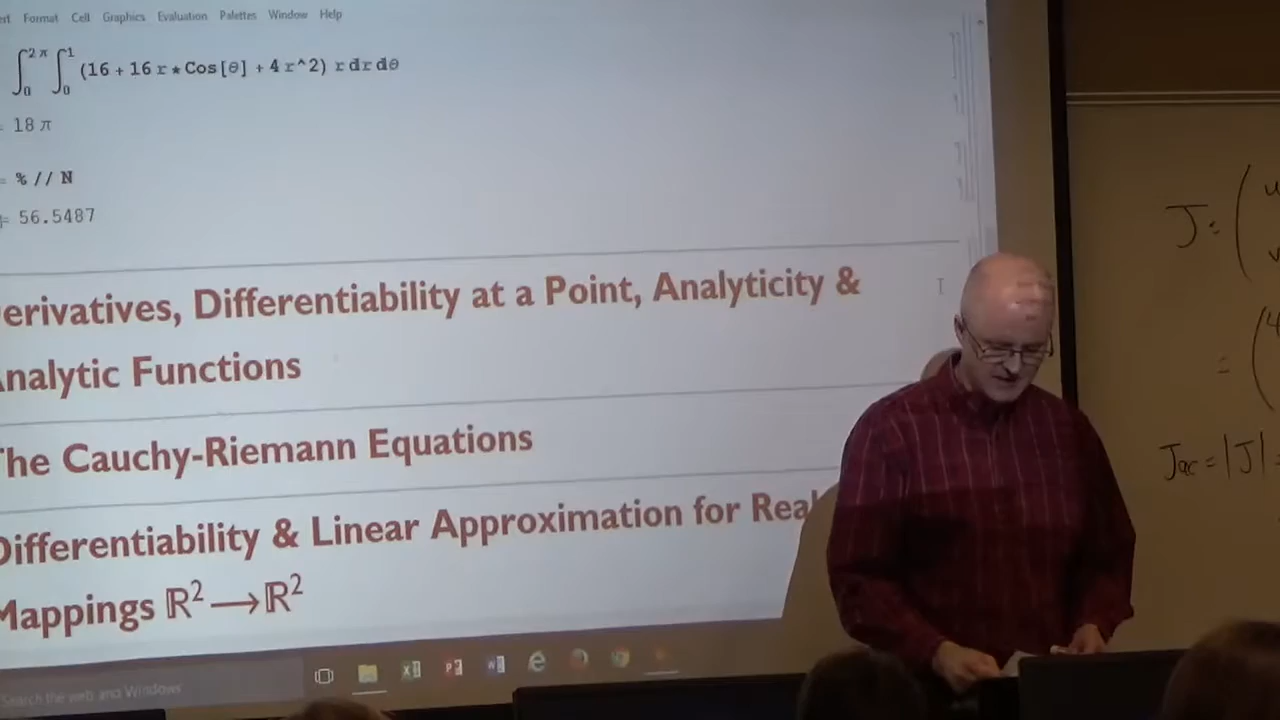 Format Cell Graphics Evaluation Palettes Window Help
∫₀^2π ∫₀^1 (16 + 16 r * Cos[θ] + 4 r^2) r dr dθ
= 18 π
= % // N
= 56.5487
erivatives, Differentiability at a Point, Analyticity &
nalytic Functions
The Cauchy-Riemann Equations
Differentiability & Linear Approximation for Real
Mappings ℝ² ⟶ ℝ²
Search the web and Windows
J = (
= (4
Jac = |J| =